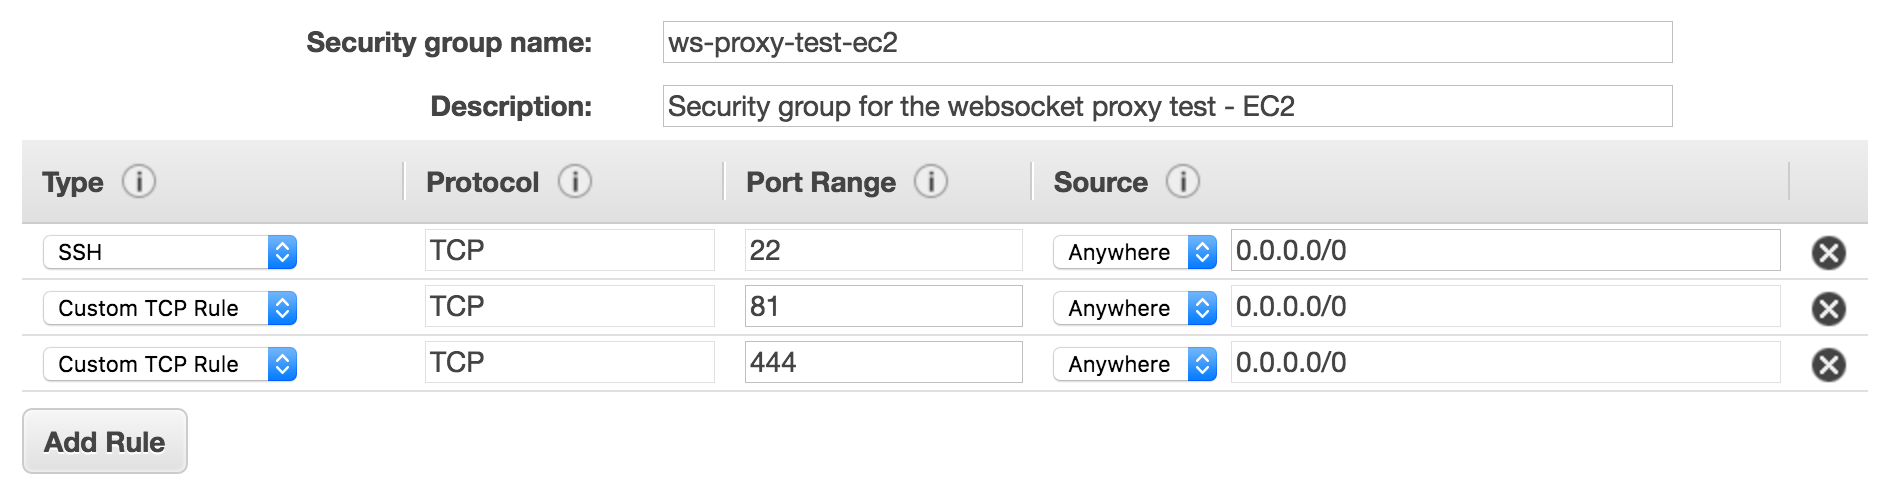 Security group name: ws-proxy-test-ec2
Description: Security group for the websocket proxy test - EC2
Type i Protocol i Port Range i Source i
SSH TCP 22 Anywhere 0.0.0.0/0
Custom TCP Rule TCP 81 Anywhere 0.0.0.0/0
Custom TCP Rule TCP 444 Anywhere 0.0.0.0/0
Add Rule